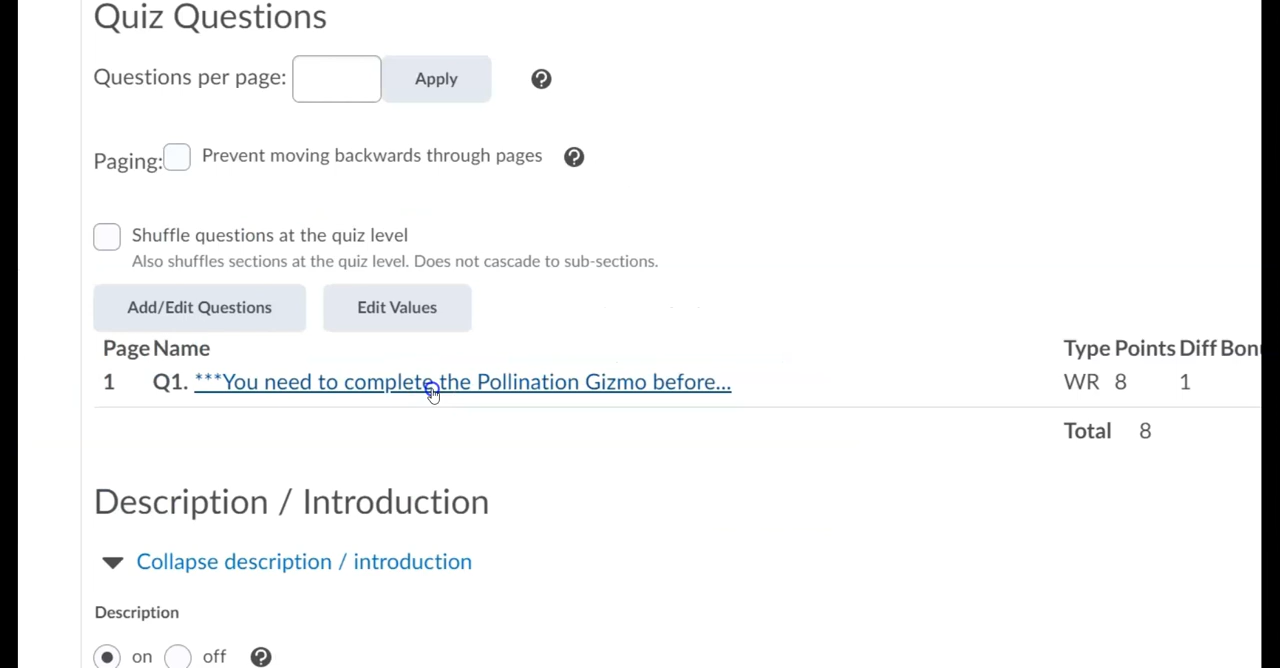 Quiz Questions
Questions per page: Apply
Paging: Prevent moving backwards through pages
Shuffle questions at the quiz level
Also shuffles sections at the quiz level. Does not cascade to sub-sections.
Add/Edit Questions Edit Values
Page Name Type Points Diff Bon
1 Q1. ***You need to complete the Pollination Gizmo before... WR 8 1
Total 8
Description / Introduction
Collapse description / introduction
Description
on off